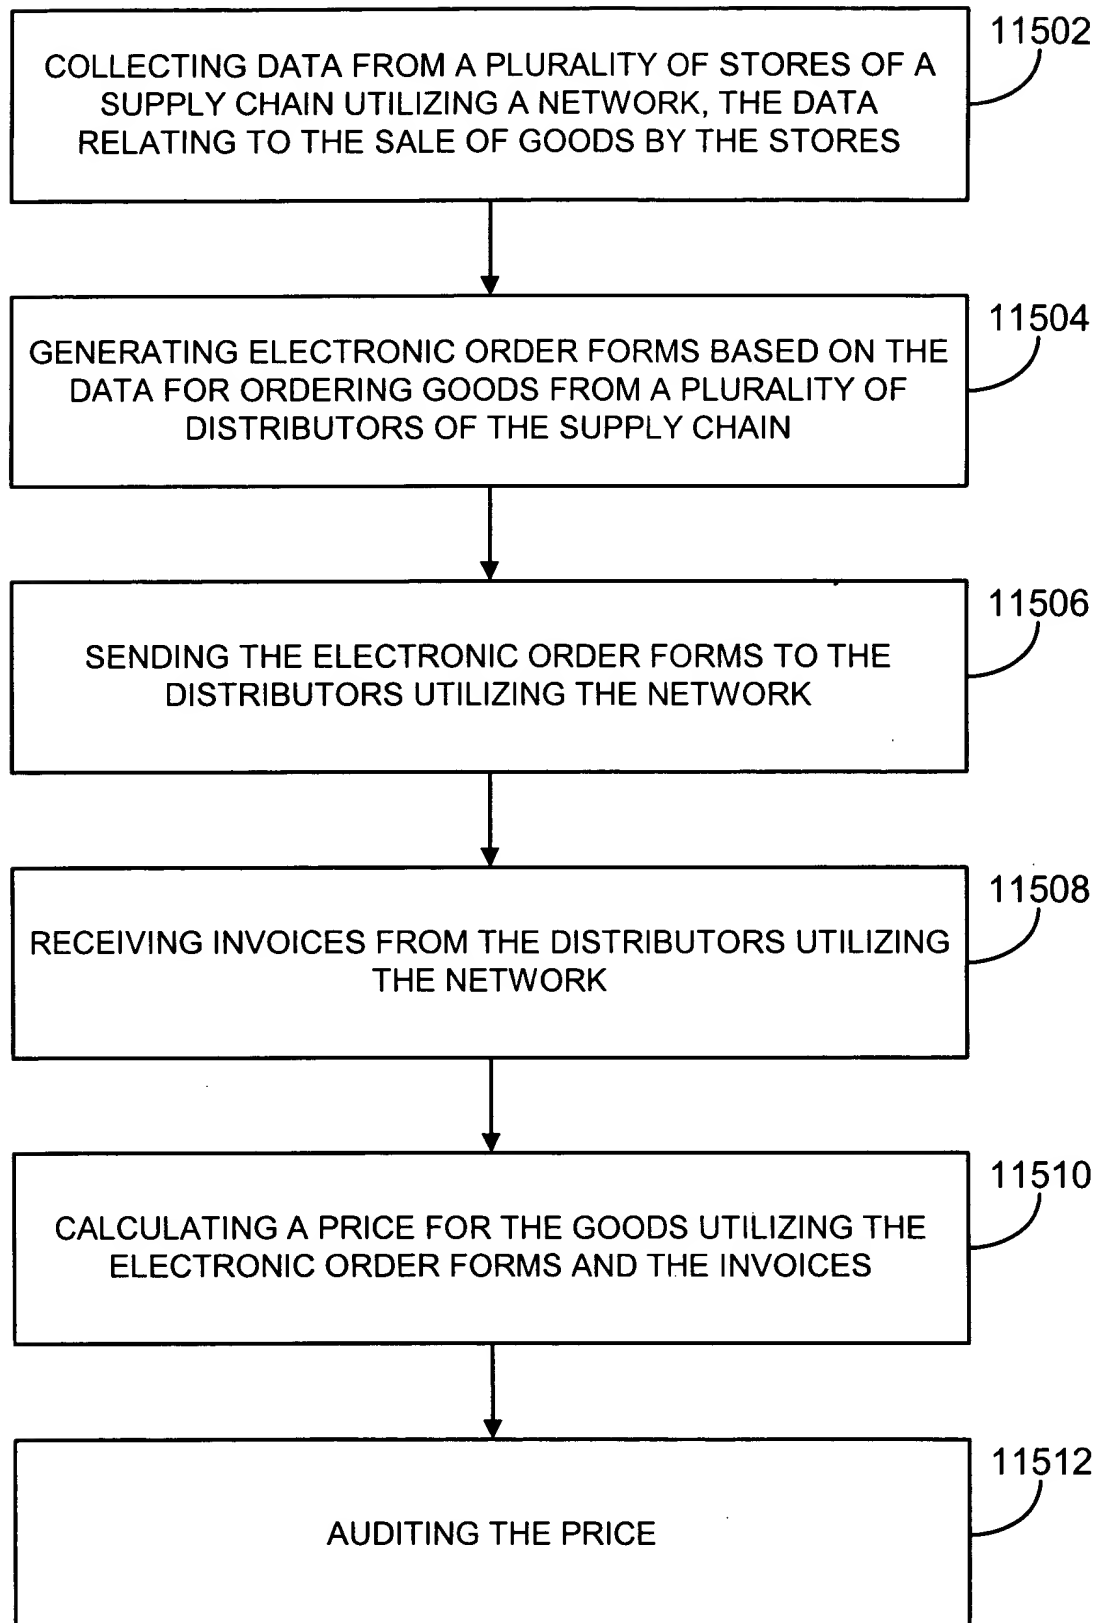 11502
COLLECTING DATA FROM A PLURALITY OF STORES OF A
SUPPLY CHAIN UTILIZING A NETWORK, THE DATA
RELATING TO THE SALE OF GOODS BY THE STORES
11504
GENERATING ELECTRONIC ORDER FORMS BASED ON THE
DATA FOR ORDERING GOODS FROM A PLURALITY OF
DISTRIBUTORS OF THE SUPPLY CHAIN
11506
SENDING THE ELECTRONIC ORDER FORMS TO THE
DISTRIBUTORS UTILIZING THE NETWORK
11508
RECEIVING INVOICES FROM THE DISTRIBUTORS UTILIZING
THE NETWORK
11510
CALCULATING A PRICE FOR THE GOODS UTILIZING THE
ELECTRONIC ORDER FORMS AND THE INVOICES
11512
AUDITING THE PRICE